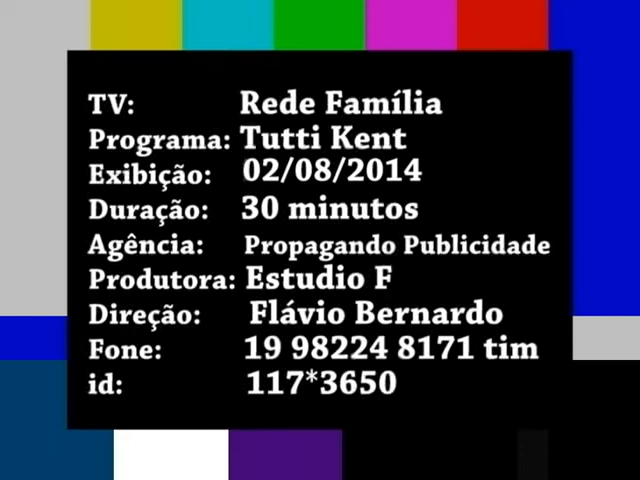 TV: Rede Família
Programa: Tutti Kent
Exibição: 02/08/2014
Duração: 30 minutos
Agência: Propagando Publicidade
Produtora: Estudio F
Direção: Flávio Bernardo
Fone: 19 98224 8171 tim
id: 117*3650